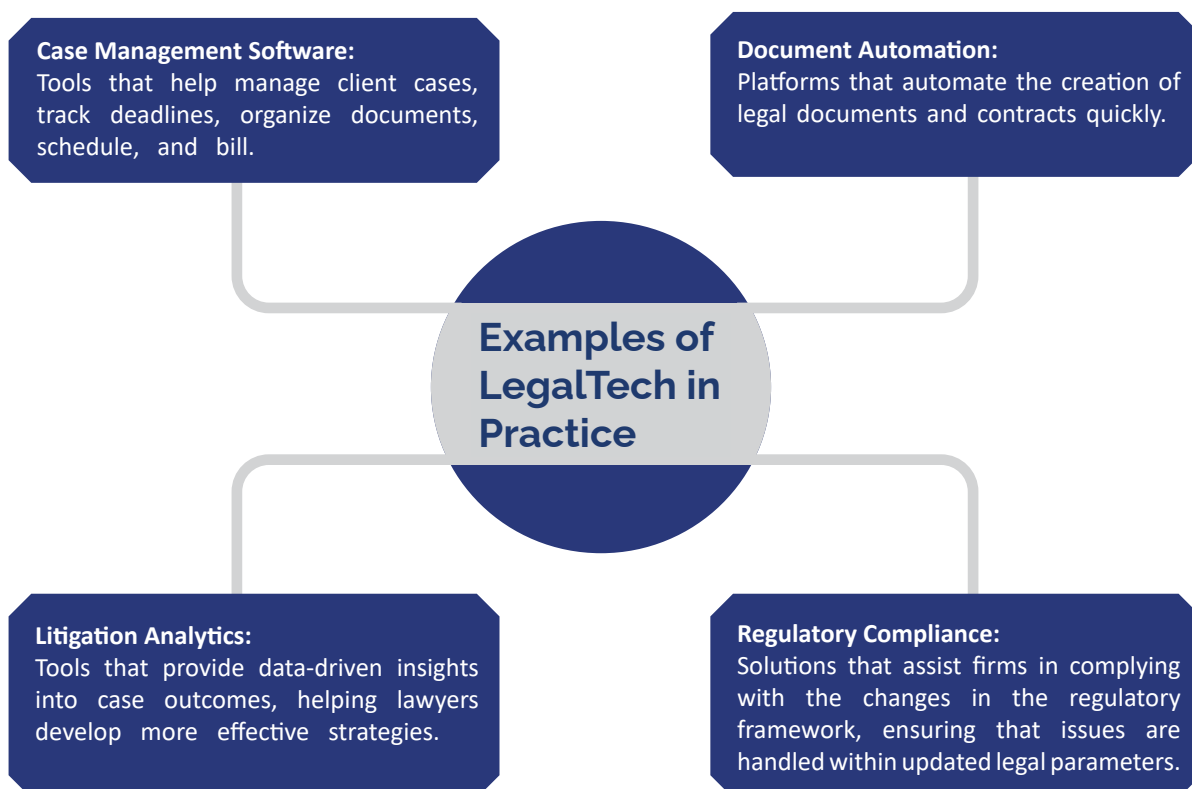 Case Management Software:
Tools that help manage client cases,
track deadlines, organize documents,
schedule, and bill.
Document Automation:
Platforms that automate the creation of
legal documents and contracts quickly.
Examples of
LegalTech in
Practice
Litigation Analytics:
Tools that provide data-driven insights
into case outcomes, helping lawyers
develop more effective strategies.
Regulatory Compliance:
Solutions that assist firms in complying
with the changes in the regulatory
framework, ensuring that issues are
handled within updated legal parameters.